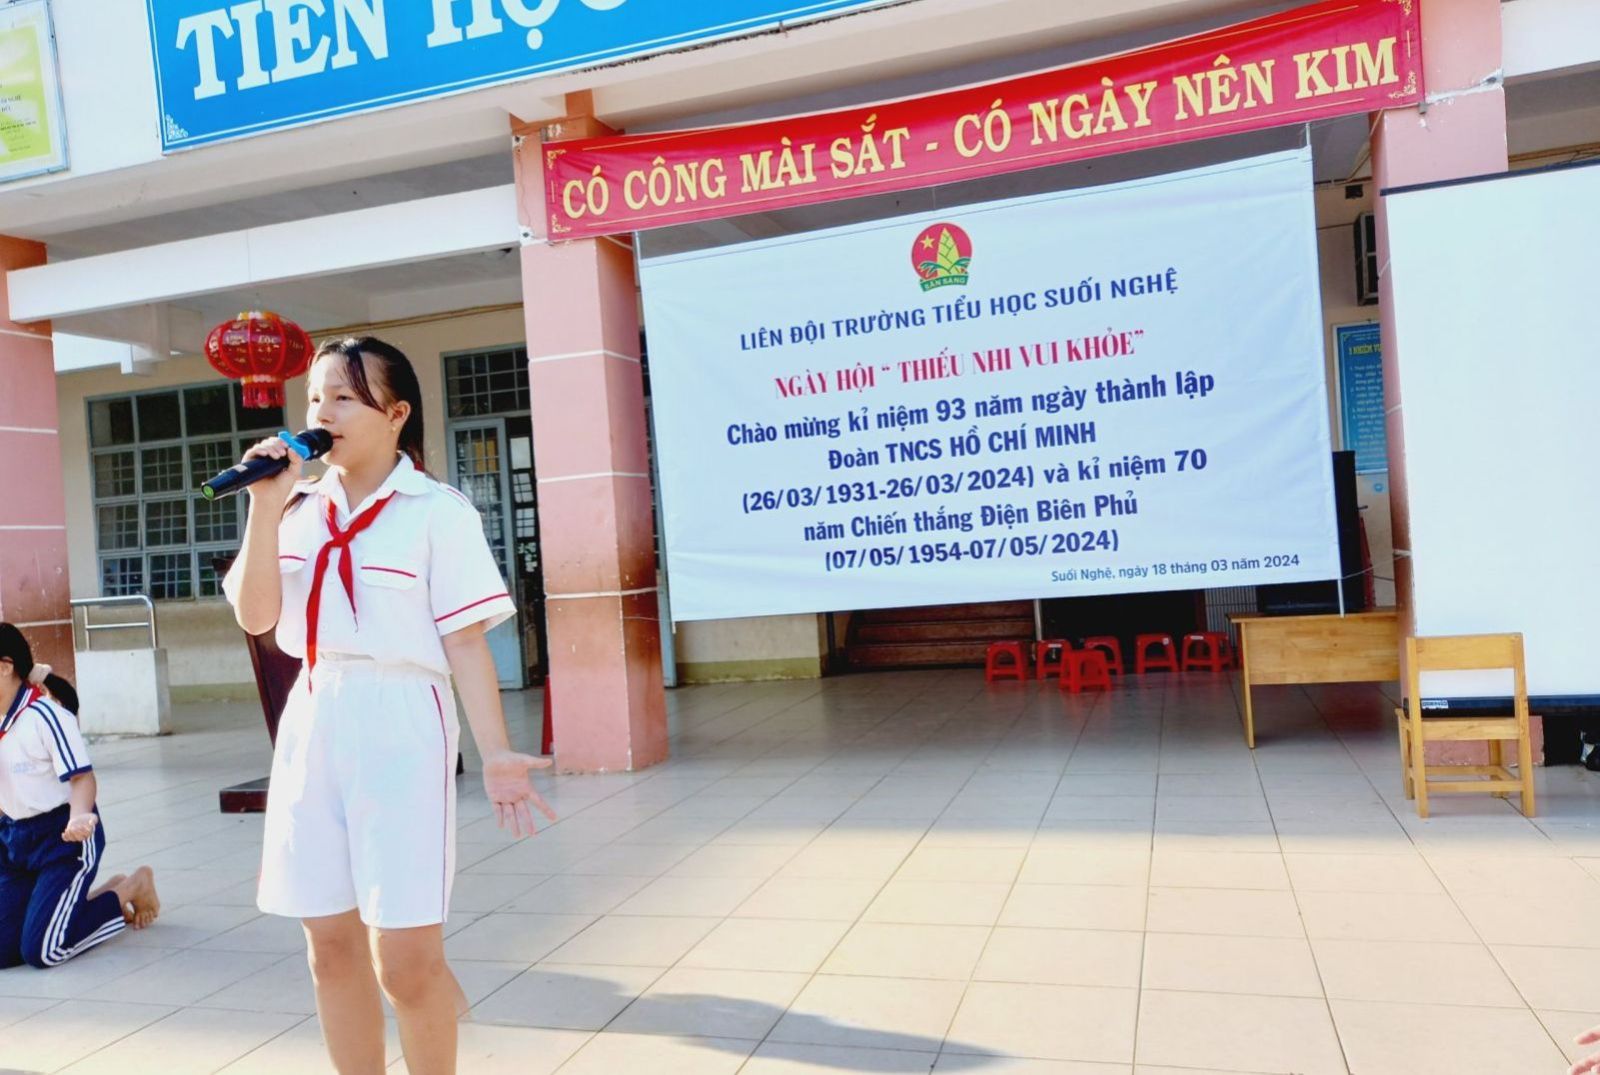 TIÊN HỌC
CÓ CÔNG MÀI SẮT - CÓ NGÀY NÊN KIM
SẴN SÀNG
LIÊN ĐỘI TRƯỜNG TIỂU HỌC SUỐI NGHỆ
NGÀY HỘI “ THIẾU NHI VUI KHỎE”
Chào mừng kỉ niệm 93 năm ngày thành lập
Đoàn TNCS HỒ CHÍ MINH
(26/03/1931-26/03/2024) và kỉ niệm 70
năm Chiến thắng Điện Biên Phủ
(07/05/1954-07/05/2024)
Suối Nghệ, ngày 18 tháng 03 năm 2024